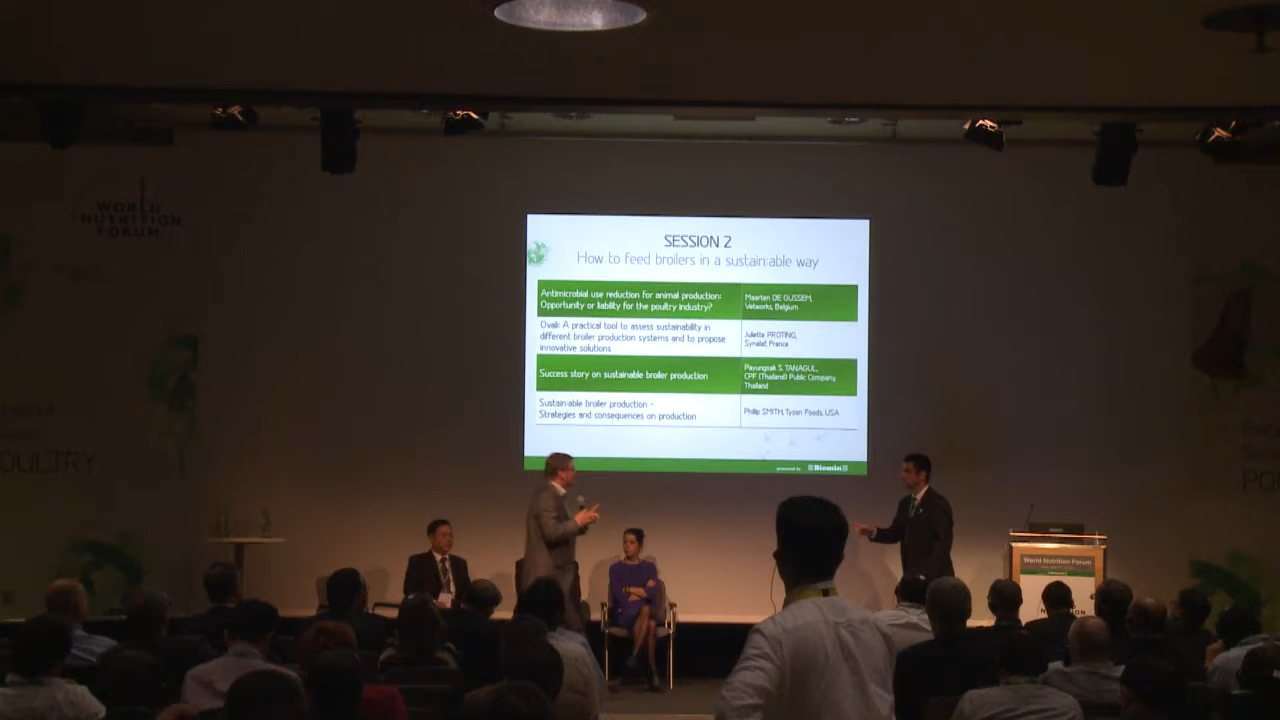 WORLD
NUTRITION
FORUM
SESSION 2
How to feed broilers in a sustainable way
Antimicrobial use reduction for animal production:
Opportunity or liability for the poultry industry?
Maarten DE GUSSEM,
Vetworks, Belgium
Ovali: A practical tool to assess sustainability in
different broiler production systems and to propose
innovative solutions
Juliette PROTINO,
Synalaf, France
Success story on sustainable broiler production
Payungsak S. TANAGUL,
CPF (Thailand) Public Company,
Thailand
Sustainable broiler production -
Strategies and consequences on production
Philip SMITH, Tyson Foods, USA
sponsored by Biomin
OULTRY
PO
World Nutrition Forum